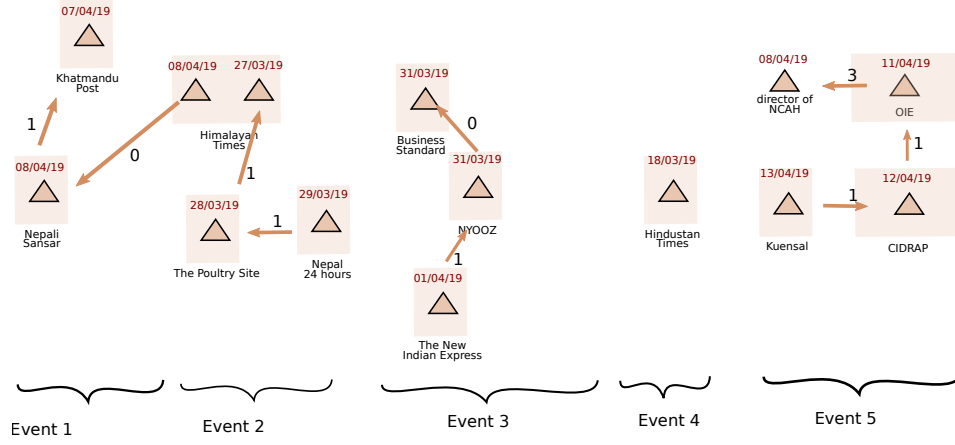 07/04/19
Khatmandu
Post
1
08/04/19
Nepali
Sansar
08/04/19
27/03/19
Himalayan
Times
0
1
28/03/19
The Poultry Site
1
29/03/19
Nepal
24 hours
31/03/19
Business
Standard
0
31/03/19
NYOOZ
1
01/04/19
The New
Indian Express
18/03/19
Hindustan
Times
08/04/19
director of
NCAH
3
11/04/19
OIE
1
13/04/19
Kuensal
1
12/04/19
CIDRAP
Event 1
Event 2
Event 3
Event 4
Event 5